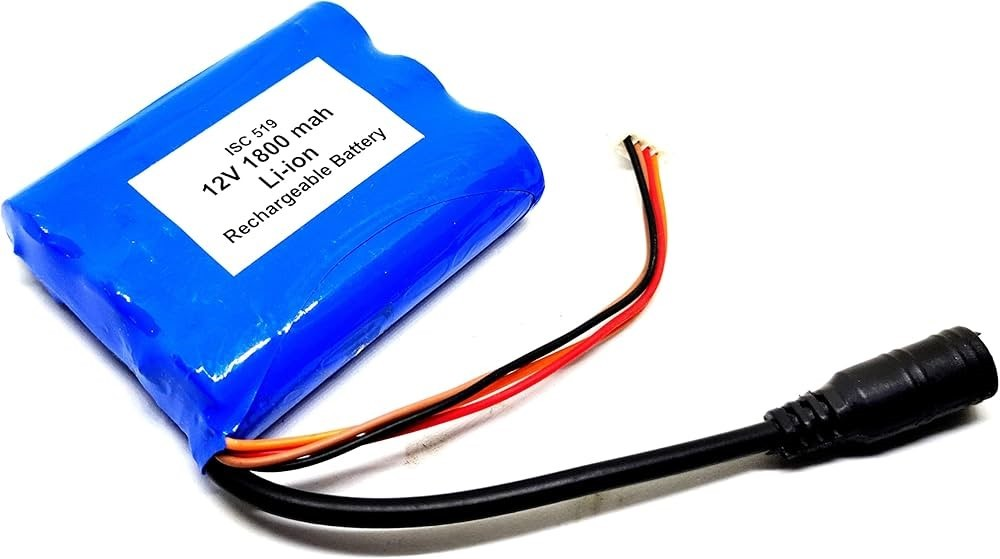 ISC 519
12V 1800 mah
Li-ion
Rechargeable Battery